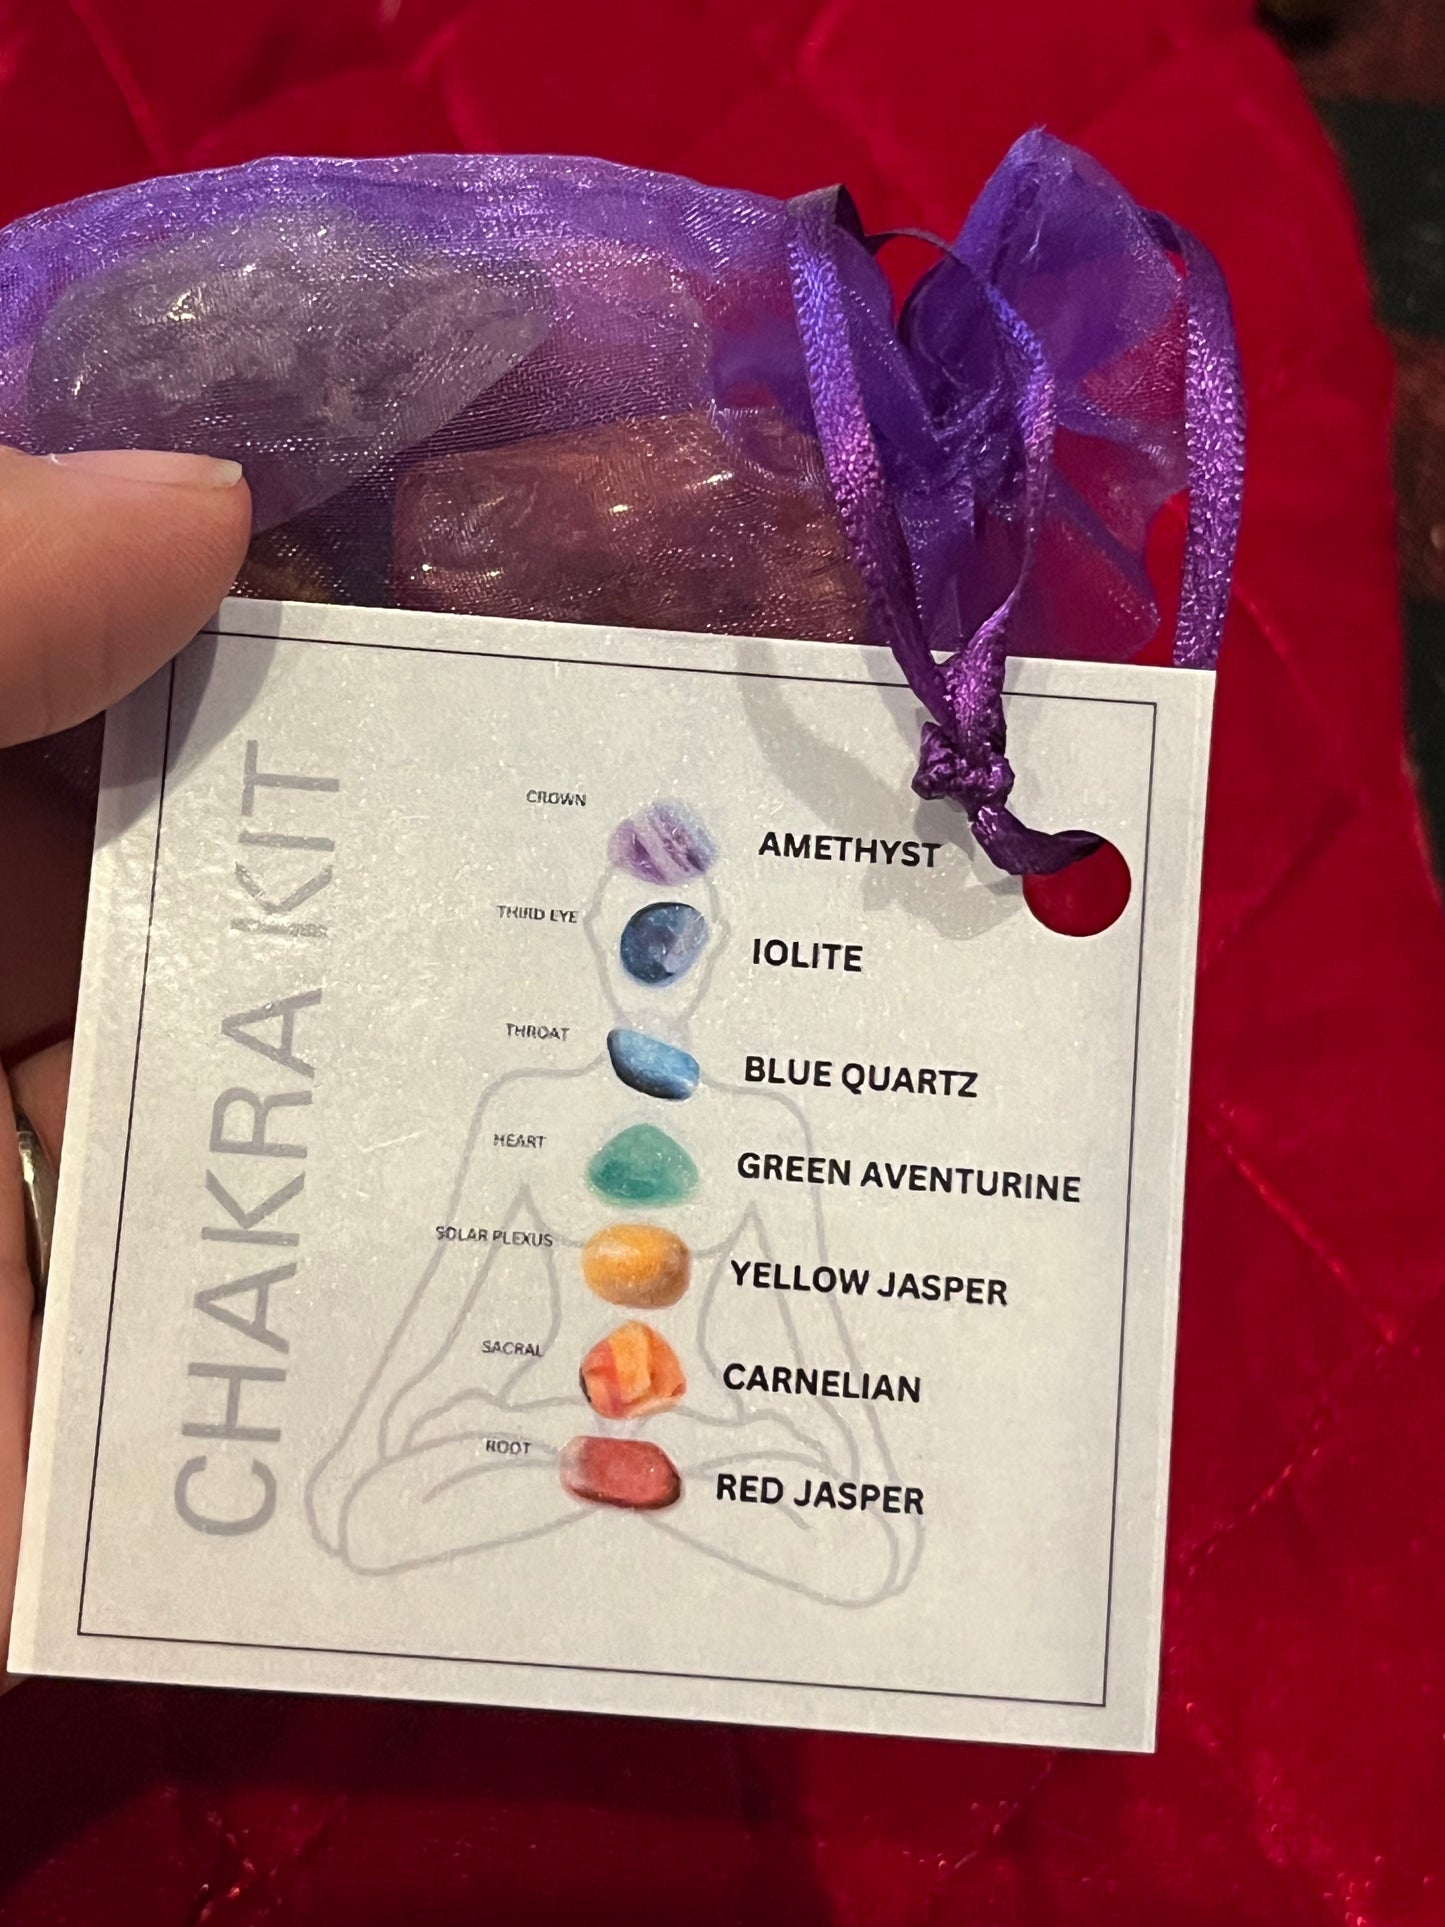 CHAKRA KIT
CROWN
AMETHYST
THIRD EYE
IOLITE
THROAT
BLUE QUARTZ
HEART
GREEN AVENTURINE
SOLAR PLEXUS
YELLOW JASPER
SACRAL
CARNELIAN
ROOT
RED JASPER